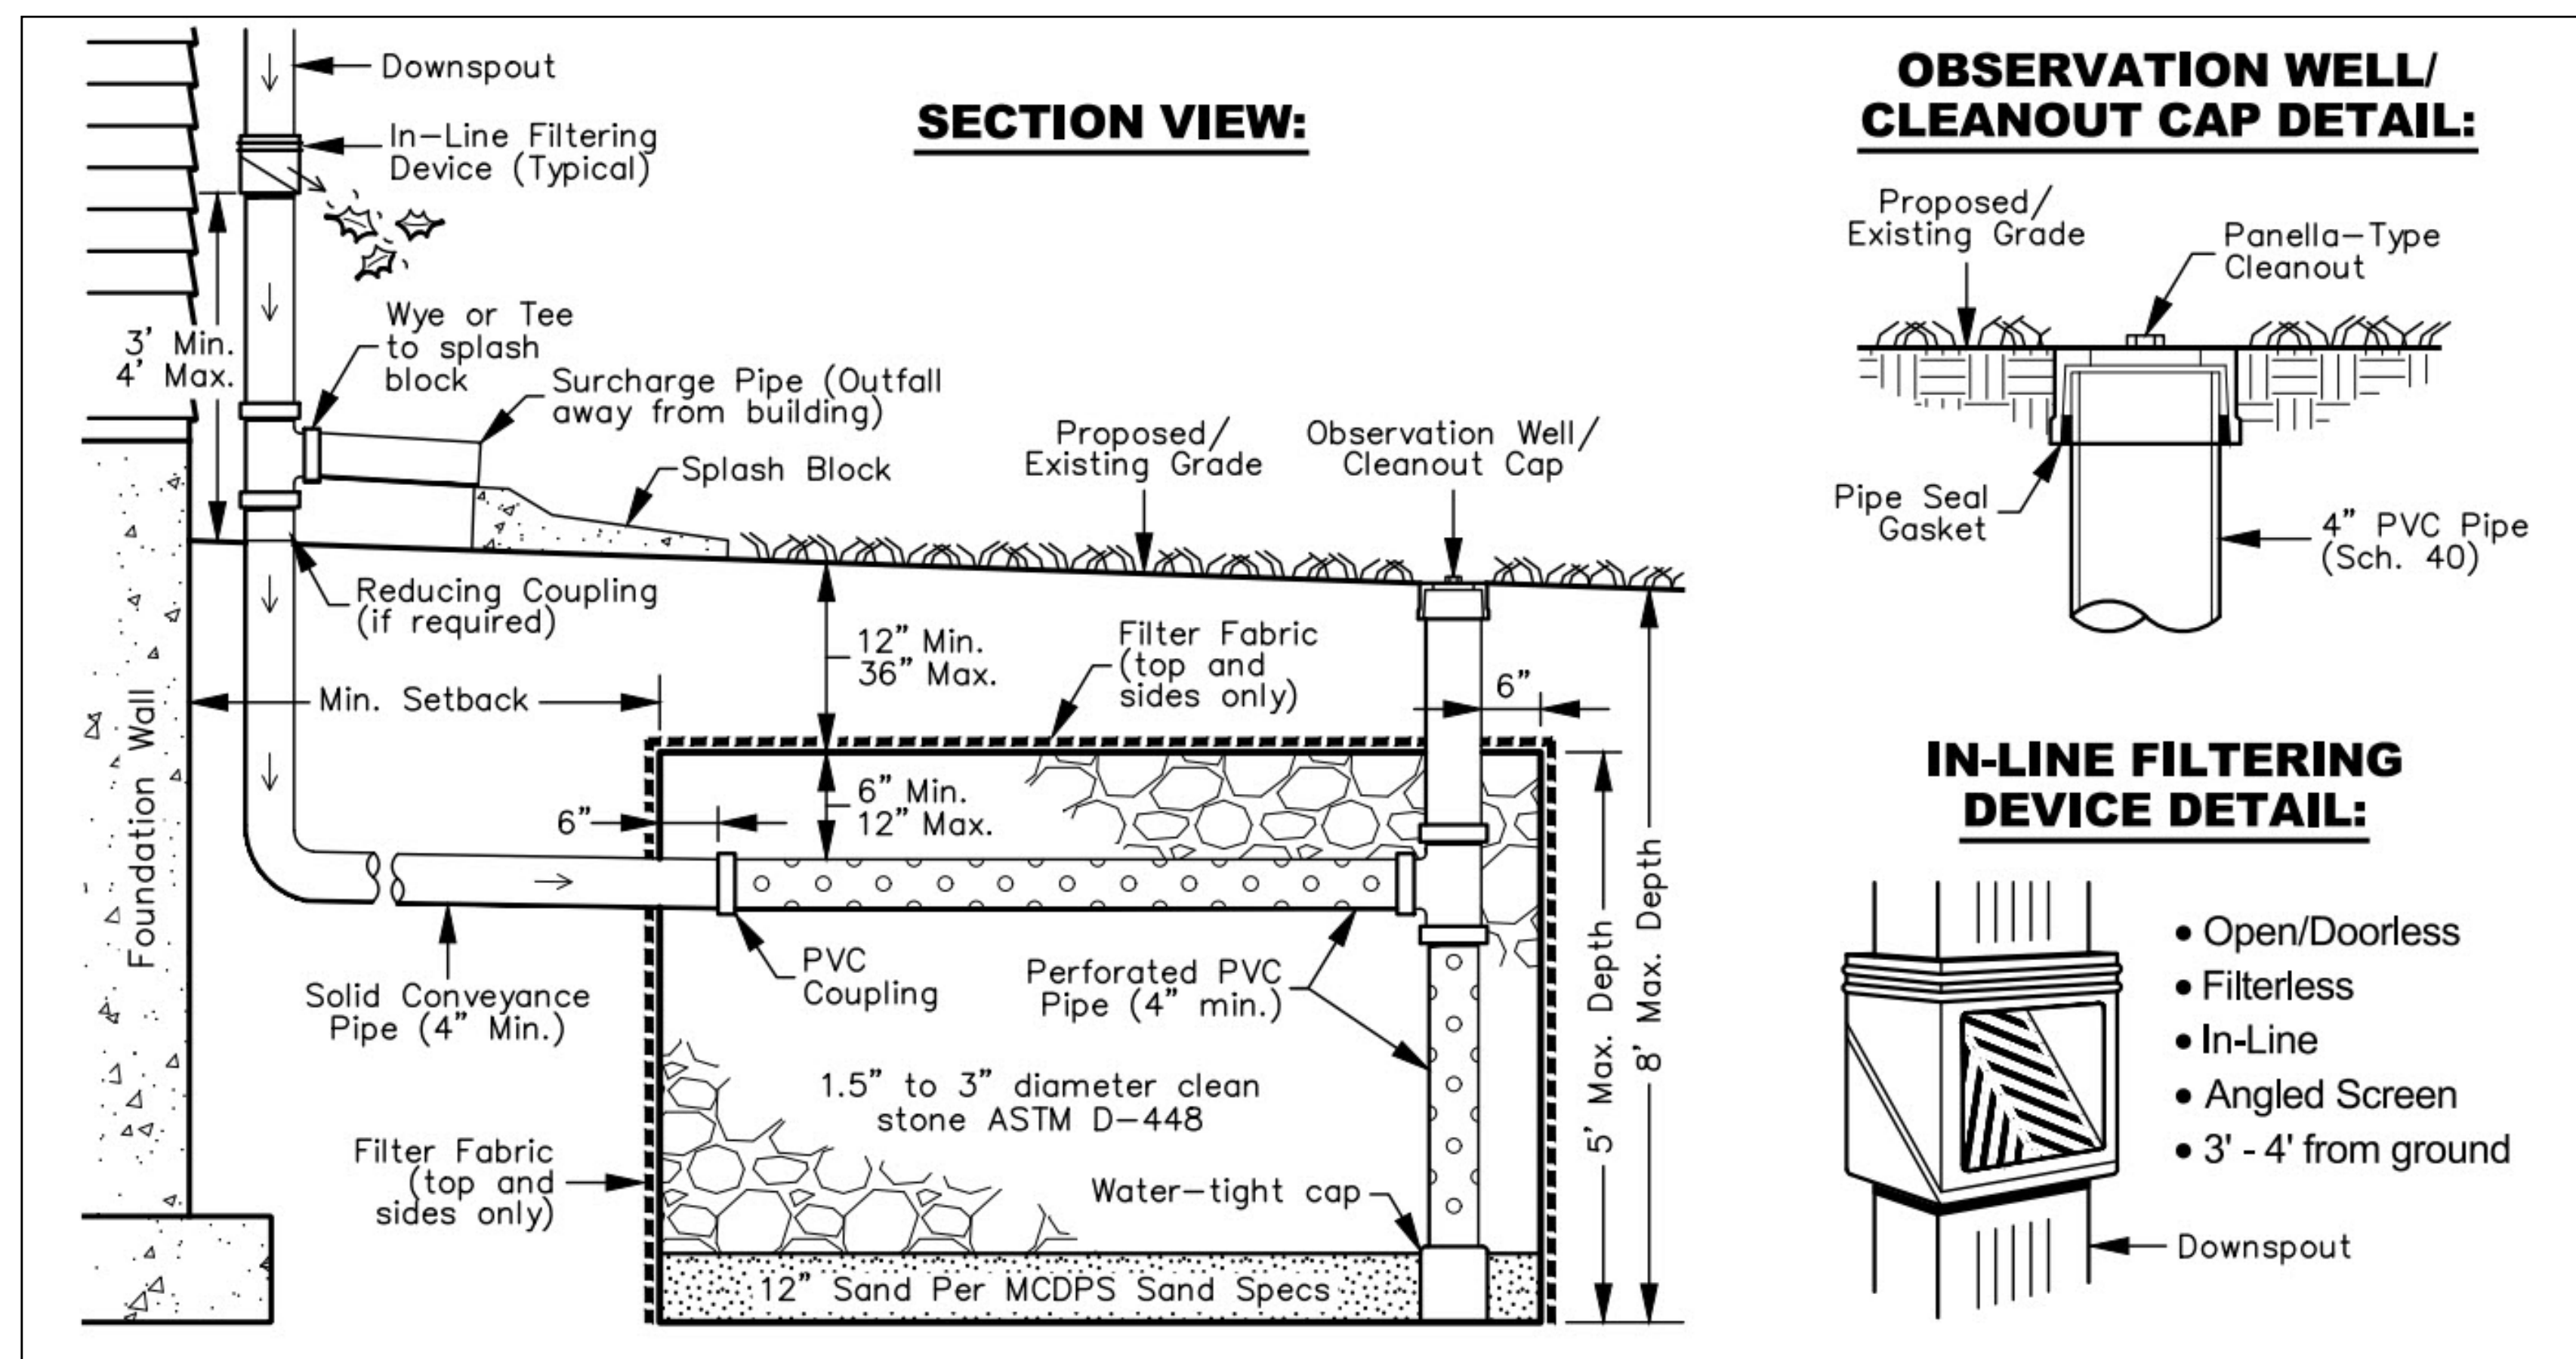 SECTION VIEW:
Downspout
In-Line Filtering
Device (Typical)
3' Min.
4' Max.
Wye or Tee
to splash
block
Surcharge Pipe (Outfall
away from building)
Splash Block
Proposed/
Existing Grade
Observation Well/
Cleanout Cap
Reducing Coupling
(if required)
12" Min.
36" Max.
Filter Fabric
(top and
sides only)
6"
Min. Setback
Foundation Wall
6"
6" Min.
12" Max.
Solid Conveyance
Pipe (4" Min.)
PVC
Coupling
Perforated PVC
Pipe (4" min.)
5' Max. Depth
8' Max. Depth
1.5" to 3" diameter clean
stone ASTM D-448
Filter Fabric
(top and
sides only)
Water-tight cap
12" Sand Per MCDPS Sand Specs
OBSERVATION WELL/
CLEANOUT CAP DETAIL:
Proposed/
Existing Grade
Panella-Type
Cleanout
Pipe Seal
Gasket
4" PVC Pipe
(Sch. 40)
IN-LINE FILTERING
DEVICE DETAIL:
• Open/Doorless
• Filterless
• In-Line
• Angled Screen
• 3' - 4' from ground
Downspout